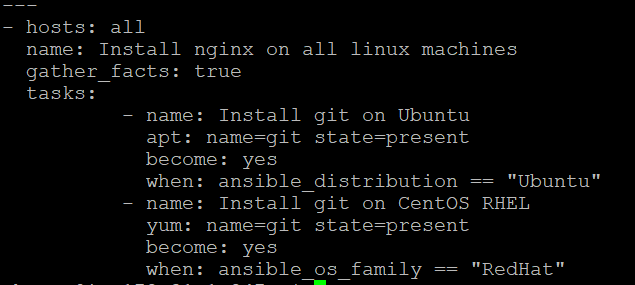 ---
- hosts: all
  name: Install nginx on all linux machines
  gather_facts: true
  tasks:
          - name: Install git on Ubuntu
            apt: name=git state=present
            become: yes
            when: ansible_distribution == "Ubuntu"
          - name: Install git on CentOS RHEL
            yum: name=git state=present
            become: yes
            when: ansible_os_family == "RedHat"